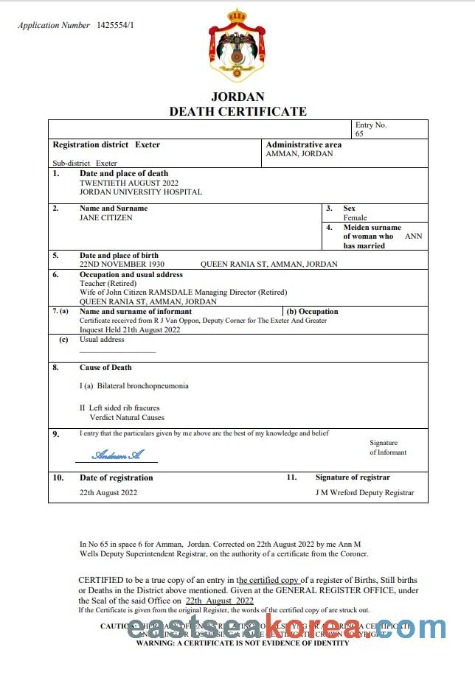 Application Number 1425554/1
JORDAN
DEATH CERTIFICATE
Entry No.
65
Registration district Exeter
Sub-district Exeter
Administrative area
AMMAN, JORDAN
1. Date and place of death
TWENTIETH AUGUST 2022
JORDAN UNIVERSITY HOSPITAL
2. Name and Surname
JANE CITIZEN
3. Sex
Female
4. Meiden surname
of woman who ANN
has married
5. Date and place of birth
22ND NOVEMBER 1930 QUEEN RANIA ST, AMMAN, JORDAN
6. Occupation and usual address
Teacher (Retired)
Wife of John Citizen RAMSDALE Managing Director (Retired)
QUEEN RANIA ST, AMMAN, JORDAN
7. (a) Name and surname of informant (b) Occupation
Certificate received from R J Van Oppon, Deputy Corner for The Exeter And Greater
Inquest Held 21th August 2022
(c) Usual address
8. Cause of Death
I (a) Bilateral bronchopneumonia
II Left sided rib fracures
Verdict Natural Causes
9. I entry that the particulars given by me above are the best of my knowledge and belief
Andrson A.
Signature
of Informant
10. Date of registration
22th August 2022
11. Signature of registrar
J M Wreford Deputy Registrar
In No 65 in space 6 for Amman, Jordan. Corrected on 22th August 2022 by me Ann M
Wells Deputy Superintendent Registrar, on the authority of a certificate from the Coroner.
CERTIFIED to be a true copy of an entry in the certified copy of a register of Births, Still births
or Deaths in the District above mentioned. Given at the GENERAL REGISTER OFFICE, under
the Seal of the said Office on 22th August 2022
If the Certificate is given from the original Register, the words of the certified copy of are struck out.
CAUTION
WARNING: A CERTIFICATE IS NOT EVIDENCE OF IDENTITY